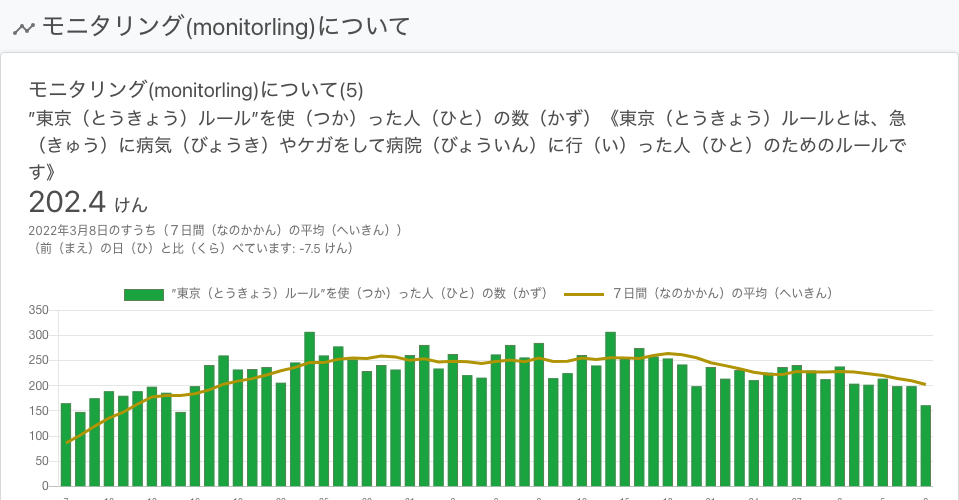 モニタリング(monitorling)について
モニタリング(monitorling)について(5)
”東京（とうきょう）ルール”を使（つか）った人（ひと）の数（かず）《東京（とうきょう）ルールとは、急
（きゅう）に病気（びょうき）やケガをして病院（びょういん）に行（い）った人（ひと）のためのルールで
す》
202.4 けん
2022年3月8日のすうち（７日間（なのかかん）の平均（へいきん））
（前（まえ）の日（ひ）と比（くら）べています: -7.5 けん）
”東京（とうきょう）ルール”を使（つか）った人（ひと）の数（かず） ７日間（なのかかん）の平均（へいきん）
350
300
250
200
150
100
50
0